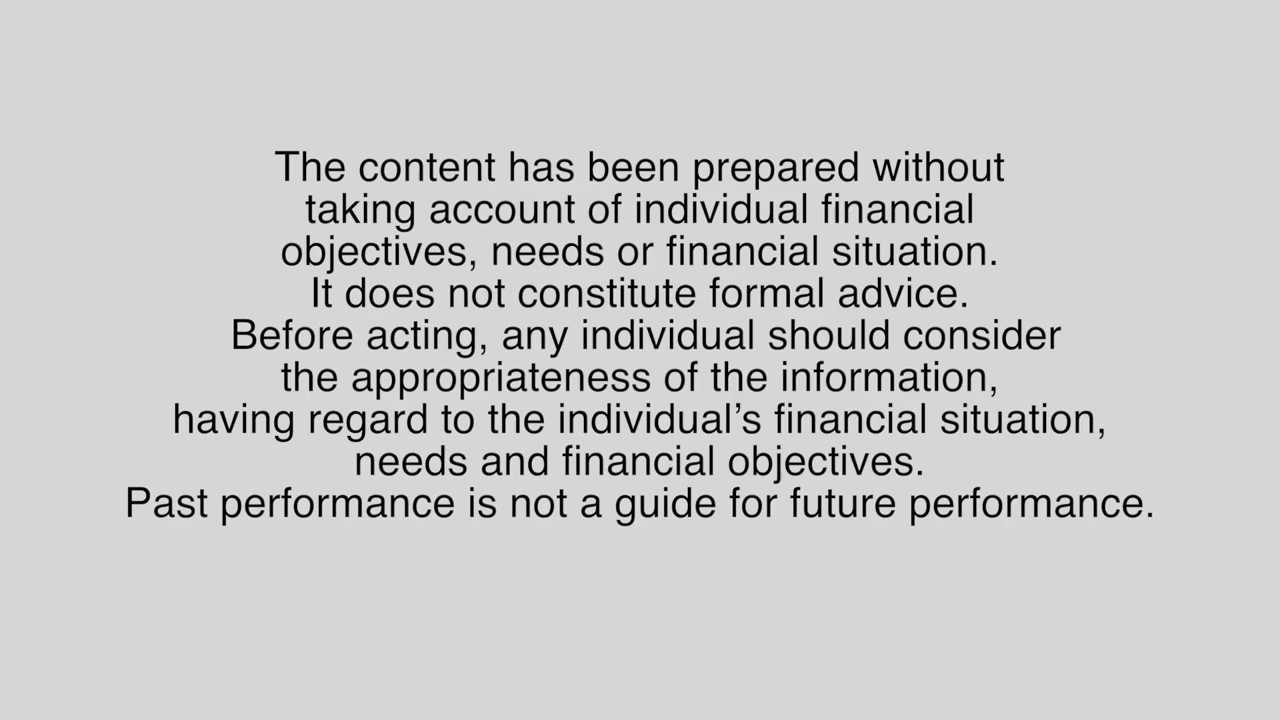 The content has been prepared without
taking account of individual financial
objectives, needs or financial situation.
It does not constitute formal advice.
Before acting, any individual should consider
the appropriateness of the information,
having regard to the individual’s financial situation,
needs and financial objectives.
Past performance is not a guide for future performance.